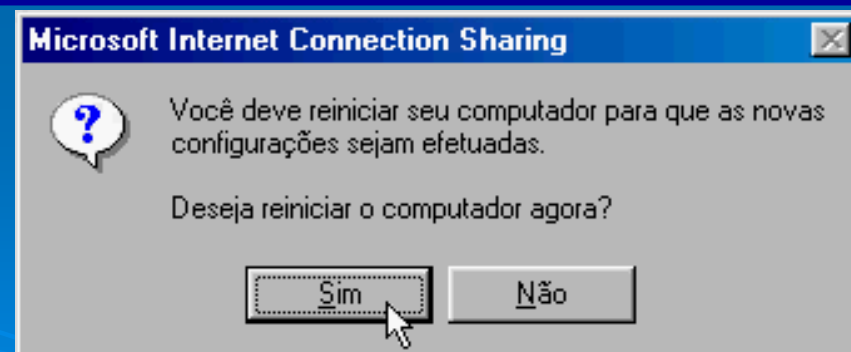 Microsoft Internet Connection Sharing
Você deve reiniciar seu computador para que as novas
configurações sejam efetuadas.
Deseja reiniciar o computador agora?
Sim
Não